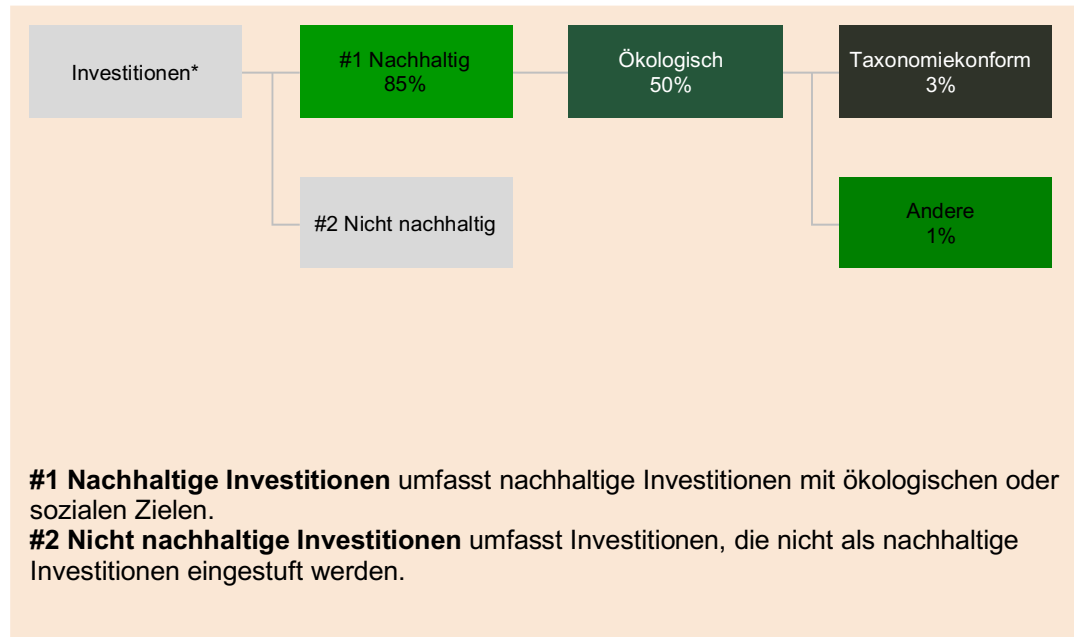 Investitionen*
#1 Nachhaltig
85%
Ökologisch
50%
Taxonomiekonform
3%
#2 Nicht nachhaltig
Andere
1%
#1 Nachhaltige Investitionen umfasst nachhaltige Investitionen mit ökologischen oder
sozialen Zielen.
#2 Nicht nachhaltige Investitionen umfasst Investitionen, die nicht als nachhaltige
Investitionen eingestuft werden.